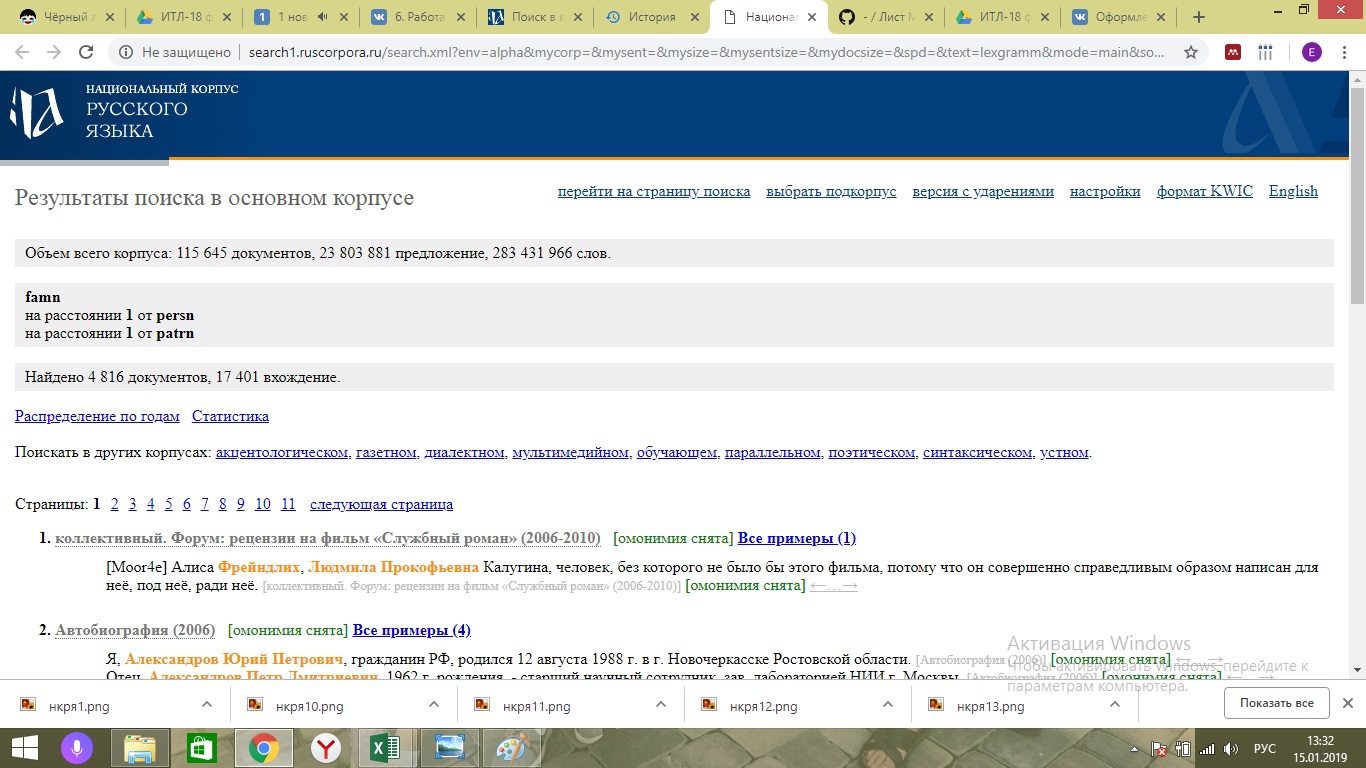 Чёрный
ИТЛ-18 ф
1 нов
6. Работа
Поиск в к
История
Национал
- / Лист М
ИТЛ-18 ф
Оформле
Не защищено search1.ruscorpora.ru/search.xml?env=alpha&mycorp=&mysent=&mysize=&mysentsize=&mydocsize=&spd=&text=lexgramm&mode=main&so...
E
НАЦИОНАЛЬНЫЙ КОРПУС
РУССКОГО
ЯЗЫКА
Результаты поиска в основном корпусе
перейти на страницу поиска выбрать подкорпус версия с ударениями настройки формат KWIC English
Объем всего корпуса: 115 645 документов, 23 803 881 предложение, 283 431 966 слов.
famn
на расстоянии 1 от persn
на расстоянии 1 от patrn
Найдено 4 816 документов, 17 401 вхождение.
Распределение по годам Статистика
Поискать в других корпусах: акцентологическом, газетном, диалектном, мультимедийном, обучающем, параллельном, поэтическом, синтаксическом, устном.
Страницы: 1 2 3 4 5 6 7 8 9 10 11 следующая страница
1. коллективный. Форум: рецензии на фильм «Служебный роман» (2006-2010) [омонимия снята] Все примеры (1)
[Moor4e] Алиса Фрейндлих, Людмила Прокофьевна Калугина, человек, без которого не было бы этого фильма, потому что он совершенно справедливым образом написан для
неё, под неё, ради неё. [коллективный. Форум: рецензии на фильм «Служебный роман» (2006-2010)] [омонимия снята] ←…→
2. Автобиография (2006) [омонимия снята] Все примеры (4)
Я, Александров Юрий Петрович, гражданин РФ, родился 12 августа 1988 г. в г. Новочеркасске Ростовской области. [Автобиография (2006)] [омонимия снята] ←…→
Отец, Александров Петр Дмитриевич, 1962 г. рождения, - старший научный сотрудник, зав. лабораторией НИИ г. Москвы. [Автобиография (2006)] [омонимия снята] ←…→
Активация Windows
Чтобы активировать Windows, перейдите к
параметрам компьютера.
нкря1.png
нкря10.png
нкря11.png
нкря12.png
нкря13.png
Показать все
РУС
13:32
15.01.2019